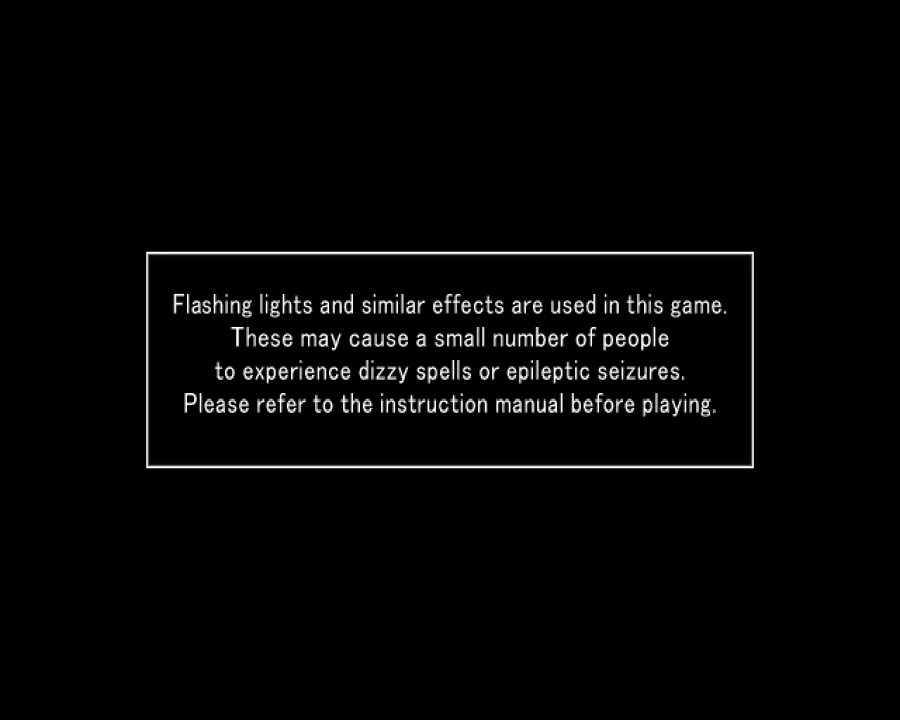 Flashing lights and similar effects are used in this game.
These may cause a small number of people
to experience dizzy spells or epileptic seizures.
Please refer to the instruction manual before playing.